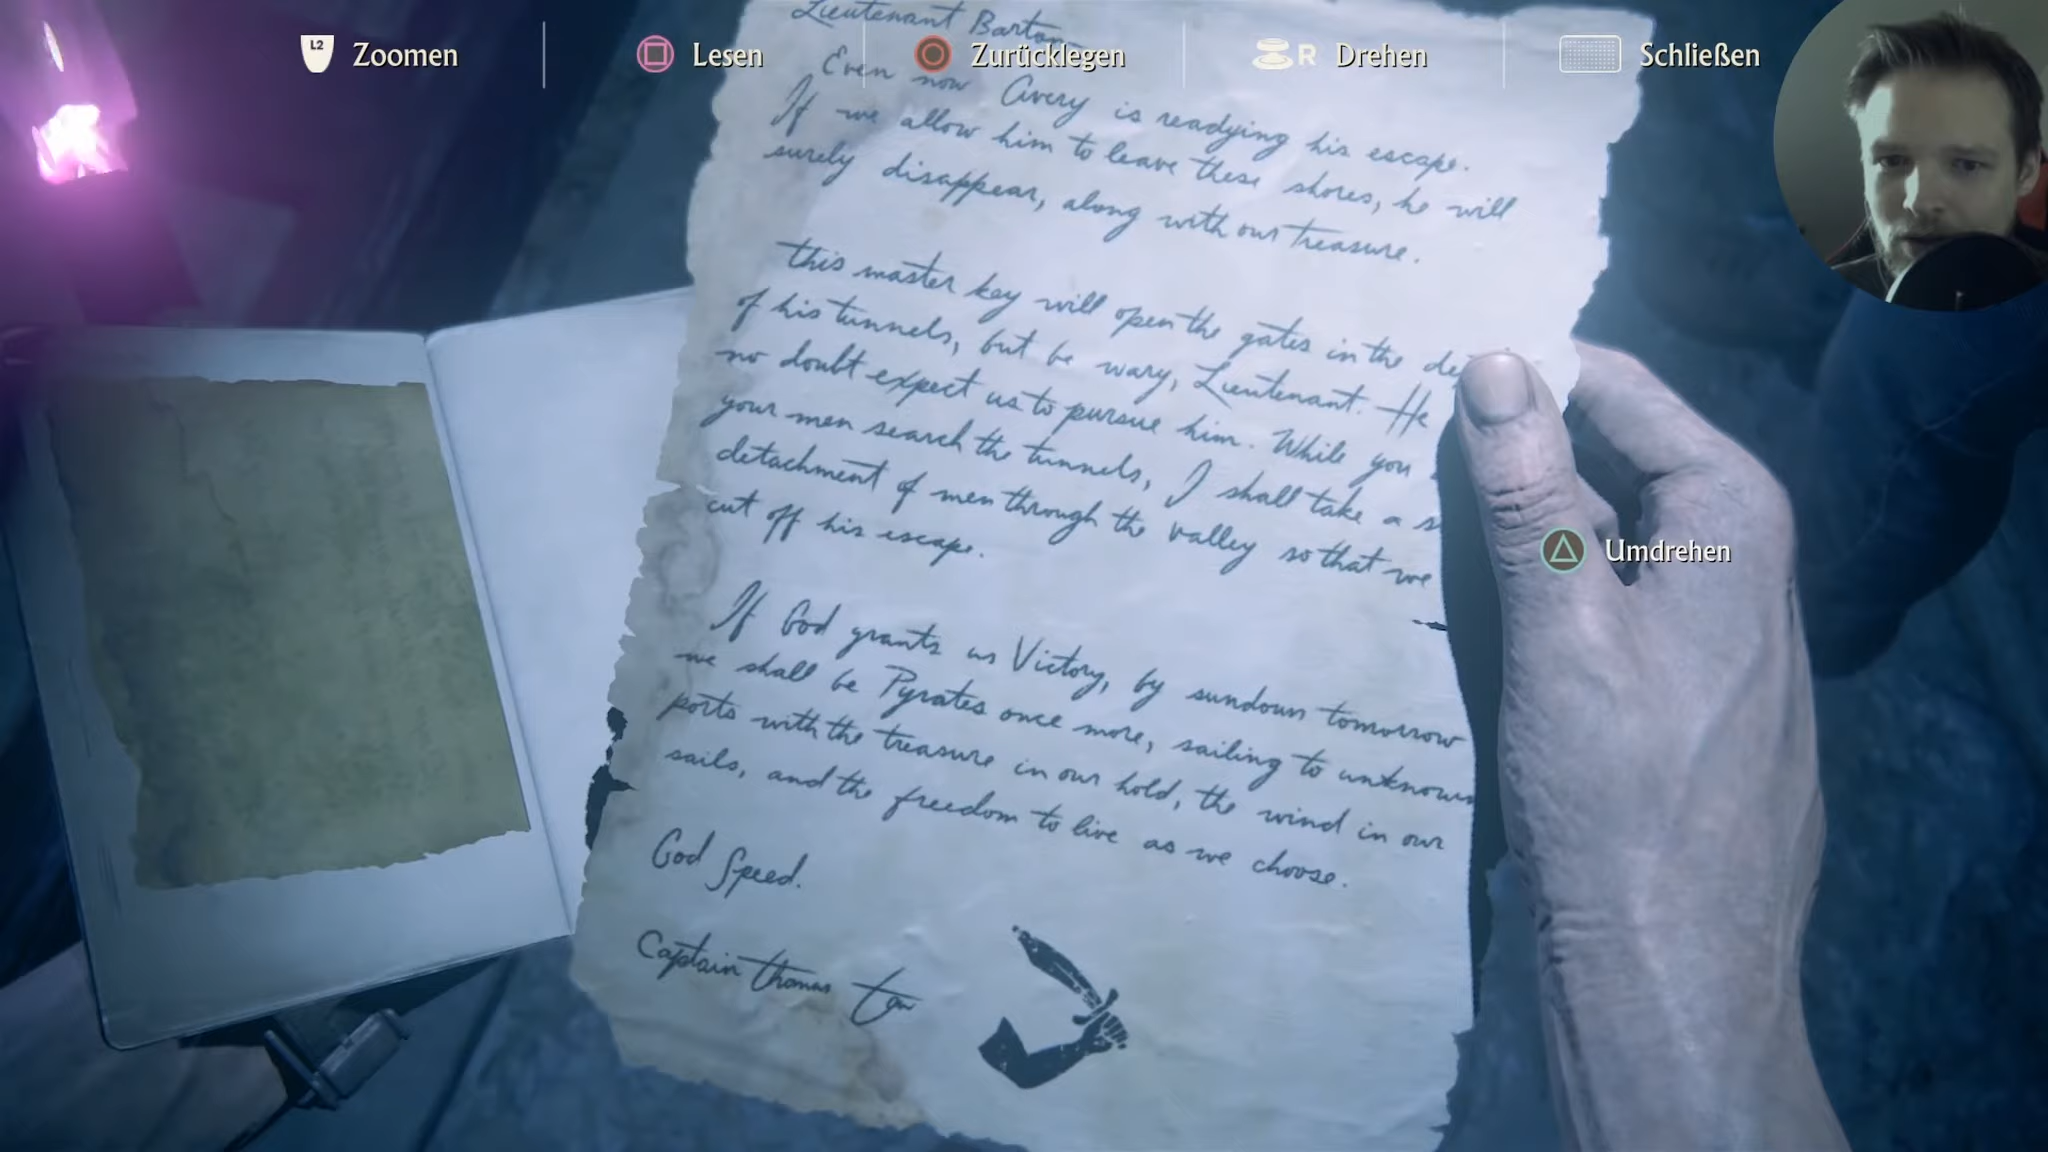 Lieutenant Barton
L2 Zoomen
Lesen
Zurücklegen
R Drehen
Schließen
Even now Avery is readying his escape.
If we allow him to leave these shores, he will
surely disappear, along with our treasure.
This master key will open the gates in the
of his tunnels, but be wary, Lieutenant. He
no doubt expect us to pursue him. While you
your men search the tunnels, I shall take a
detachment of men through the valley so that we
cut off his escape.
Umdrehen
If God grants us Victory, by sundown tomorrow
we shall be Pyrates once more, sailing to unknown
ports with the treasure in our hold, the wind in our
sails, and the freedom to live as we choose.
God Speed.
Captain Thomas Tew